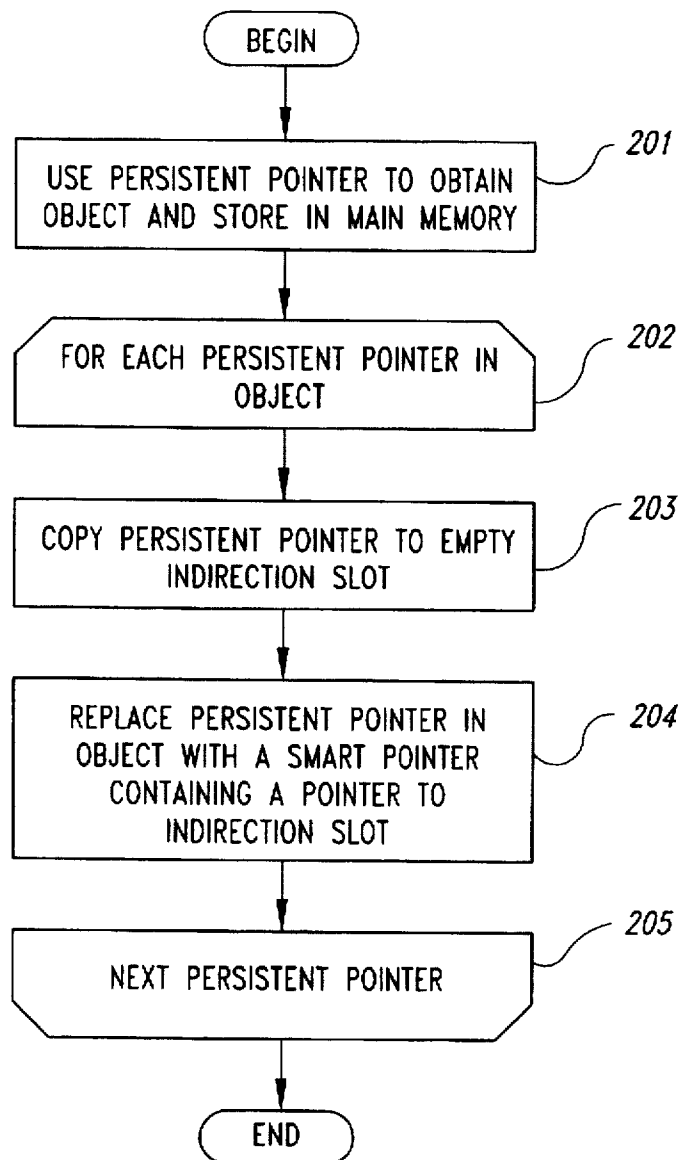 BEGIN
201
USE PERSISTENT POINTER TO OBTAIN
OBJECT AND STORE IN MAIN MEMORY
202
FOR EACH PERSISTENT POINTER IN
OBJECT
203
COPY PERSISTENT POINTER TO EMPTY
INDIRECTION SLOT
204
REPLACE PERSISTENT POINTER IN
OBJECT WITH A SMART POINTER
CONTAINING A POINTER TO
INDIRECTION SLOT
205
NEXT PERSISTENT POINTER
END